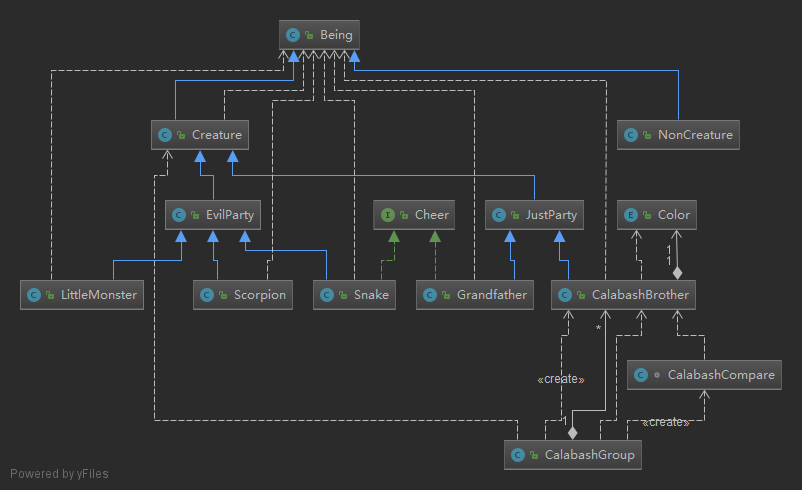 C Being
C Creature
C NonCreature
C EvilParty
I Cheer
C JustParty
E Color
1
1
C LittleMonster
C Scorpion
C Snake
C Grandfather
C CalabashBrother
*
C CalabashCompare
«create»
1
«create»
C CalabashGroup
Powered by yFiles